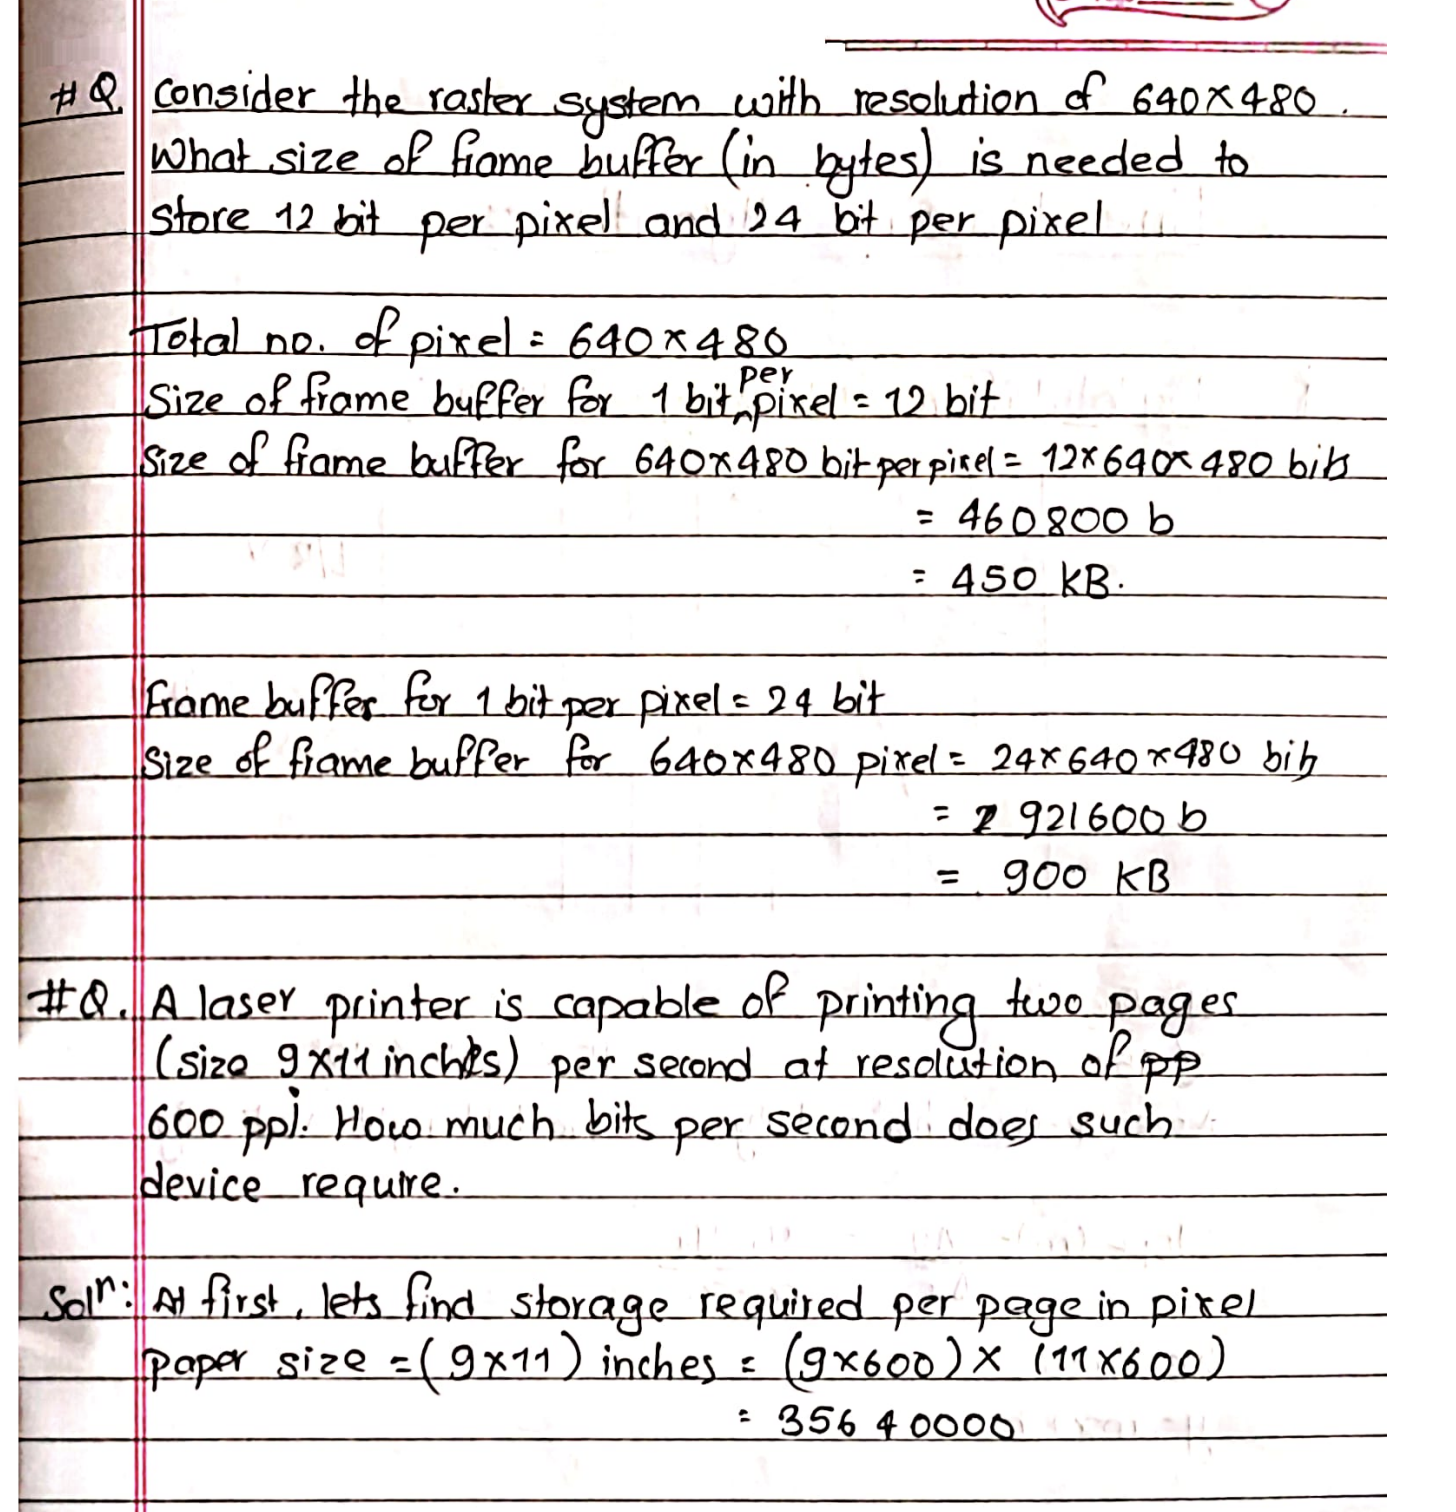 #Q. Consider the raster system with resolution of 640×480.
What size of frame buffer (in bytes) is needed to
store 12 bit per pixel and 24 bit per pixel
Total no. of pixel = 640×480
Size of frame buffer for 1 bit per pixel = 12 bit
Size of frame buffer for 640×480 bit per pixel = 12×640×480 bits
= 460800 b
= 450 KB.
Frame buffer for 1 bit per pixel = 24 bit
Size of frame buffer for 640×480 pixel = 24×640×480 bits
= 921600 b
= 900 KB
#Q. A laser printer is capable of printing two pages
(size 9×11 inches) per second at resolution of pp
600 ppi. How much bits per second does such
device require.
Solⁿ: At first, lets find storage required per page in pixel
paper size = (9×11) inches = (9×600) × (11×600)
= 35640000